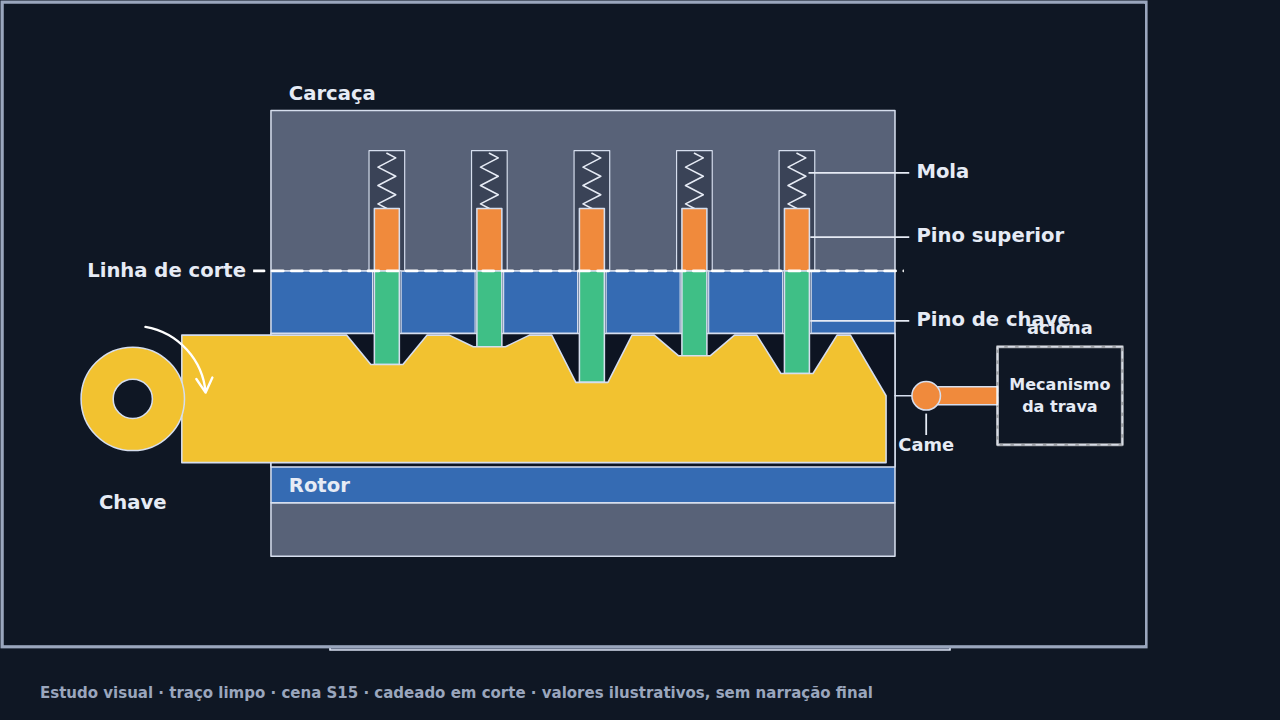 Carcaça
Mola
Pino superior
Linha de corte
Pino de chave
aciona
Mecanismo
da trava
Came
Rotor
Chave
Estudo visual · traço limpo · cena S15 · cadeado em corte · valores ilustrativos, sem narração final